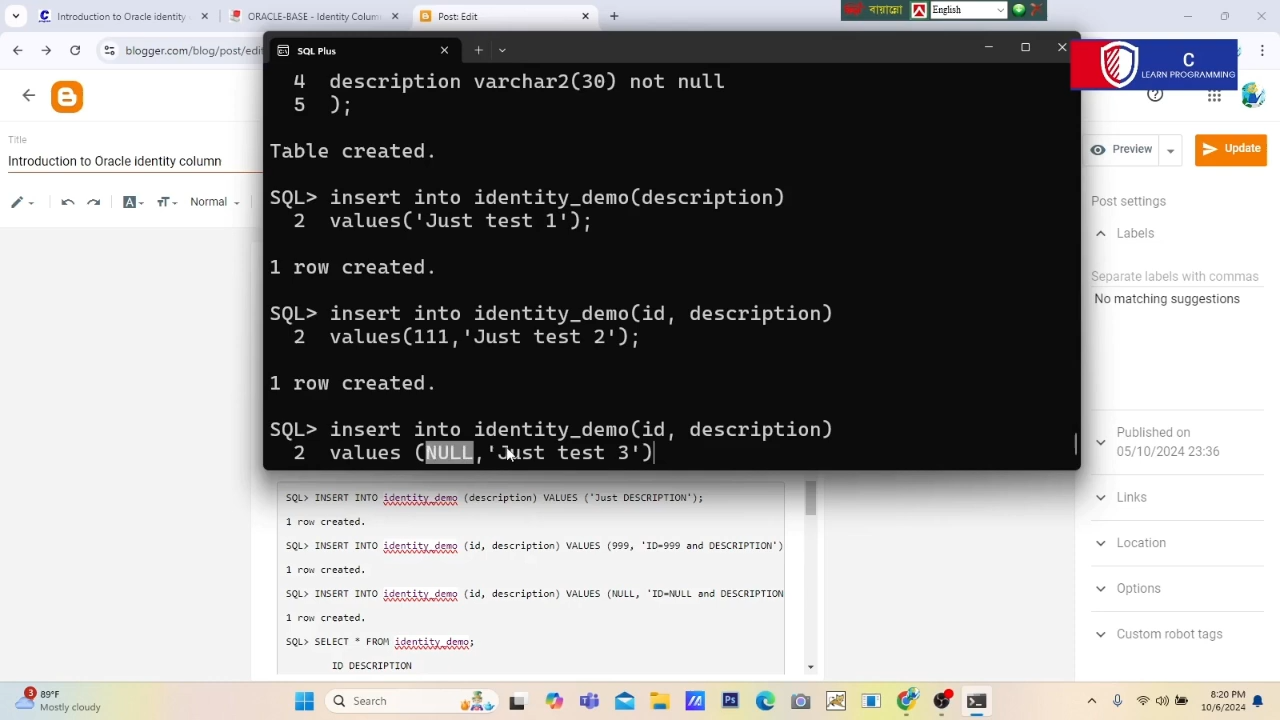 Introduction to Oracle identity
ORACLE-BASE - Identity Colum
Post: Edit
বায়ান্নো
English
blogger.com/blog/post/edi
SQL Plus
C
LEARN PROGRAMMING
4 description varchar2(30) not null
5 );
Table created.
SQL> insert into identity_demo(description)
2 values('Just test 1');
1 row created.
SQL> insert into identity_demo(id, description)
2 values(111,'Just test 2');
1 row created.
SQL> insert into identity_demo(id, description)
2 values (NULL,'Just test 3')
Title
Introduction to Oracle identity column
Normal
Preview
Update
Post settings
Labels
Separate labels with commas
No matching suggestions
Published on
05/10/2024 23:36
Links
Location
Options
Custom robot tags
SQL> INSERT INTO identity_demo (description) VALUES ('Just DESCRIPTION');
1 row created.
SQL> INSERT INTO identity_demo (id, description) VALUES (999, 'ID=999 and DESCRIPTION')
1 row created.
SQL> INSERT INTO identity_demo (id, description) VALUES (NULL, 'ID=NULL and DESCRIPTION
1 row created.
SQL> SELECT * FROM identity_demo;
ID DESCRIPTION
3
89°F
Mostly cloudy
Search
8:20 PM
10/6/2024